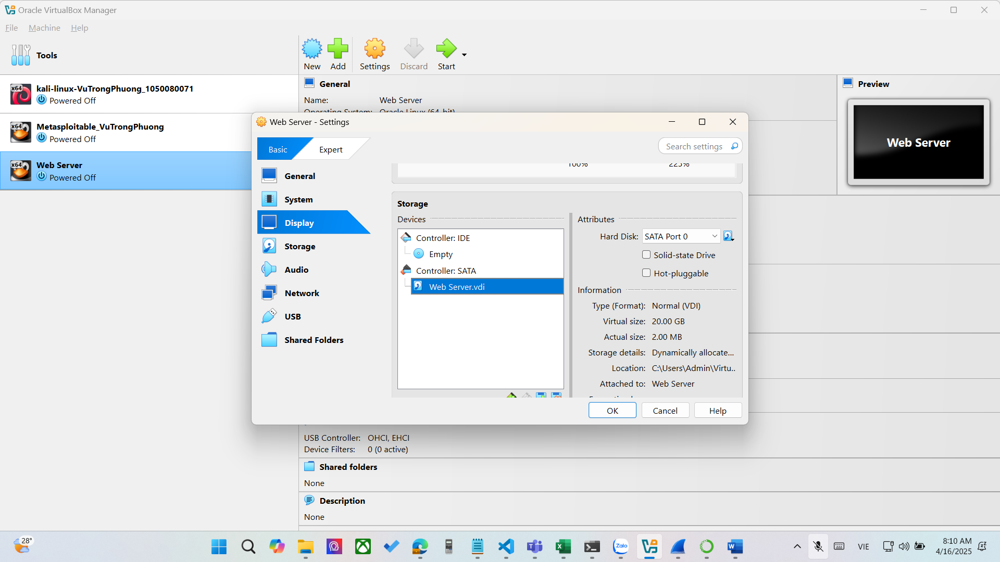 Oracle VirtualBox Manager
File Machine Help
Tools
New Add Settings Discard Start
x64 kali-linux-VuTrongPhuong_1050080071
Powered Off
x64 Metasploitable_VuTrongPhuong
Powered Off
x64 Web Server
Powered Off
General
Name: Web Server
Operating System: Oracle Linux (64-bit)
Preview
Web Server
Web Server - Settings
Basic Expert
Search settings
General
System
Display
Storage
Audio
Network
USB
Shared Folders
100% 225%
Storage
Devices
Controller: IDE
Empty
Controller: SATA
Web Server.vdi
Attributes
Hard Disk: SATA Port 0
Solid-state Drive
Hot-pluggable
Information
Type (Format): Normal (VDI)
Virtual size: 20.00 GB
Actual size: 2.00 MB
Storage details: Dynamically allocate...
Location: C:\Users\Admin\Virtu..
Attached to: Web Server
OK Cancel Help
USB Controller: OHCI, EHCI
Device Filters: 0 (0 active)
Shared folders
None
Description
None
28°
Zalo
VIE
8:10 AM
4/16/2025